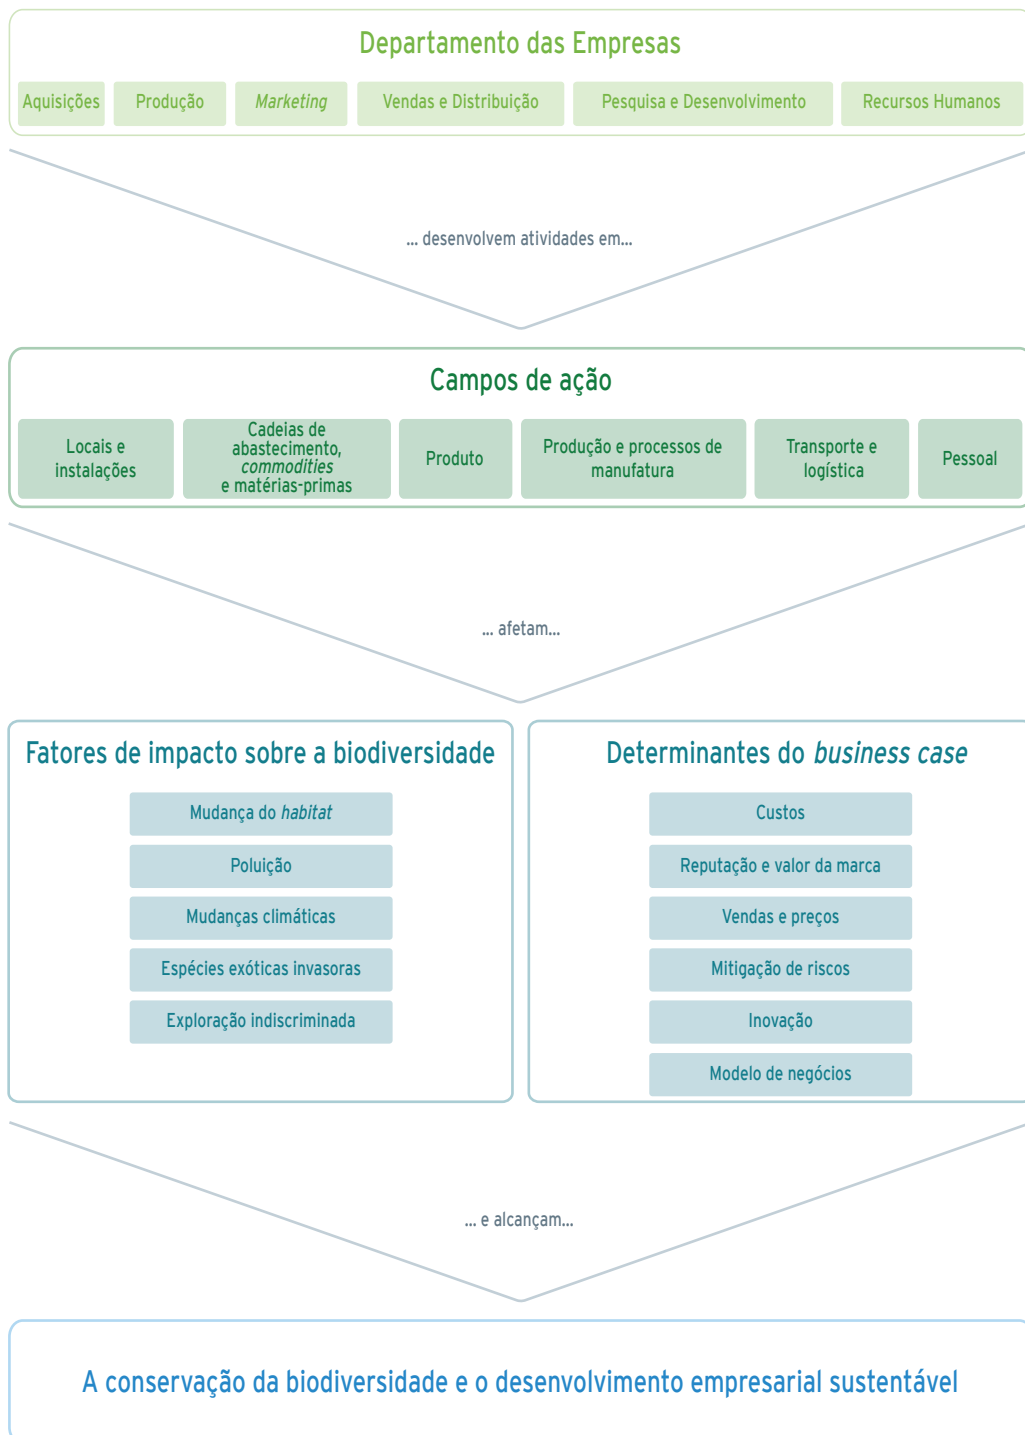 Departamento das Empresas
Aquisições
Produção
Marketing
Vendas e Distribuição
Pesquisa e Desenvolvimento
Recursos Humanos
... desenvolvem atividades em...
Campos de ação
Locais e
instalações
Cadeias de
abastecimento,
commodities
e matérias-primas
Produto
Produção e processos de
manufatura
Transporte e
logística
Pessoal
... afetam...
Fatores de impacto sobre a biodiversidade
Mudança do habitat
Poluição
Mudanças climáticas
Espécies exóticas invasoras
Exploração indiscriminada
Determinantes do business case
Custos
Reputação e valor da marca
Vendas e preços
Mitigação de riscos
Inovação
Modelo de negócios
... e alcançam...
A conservação da biodiversidade e o desenvolvimento empresarial sustentável